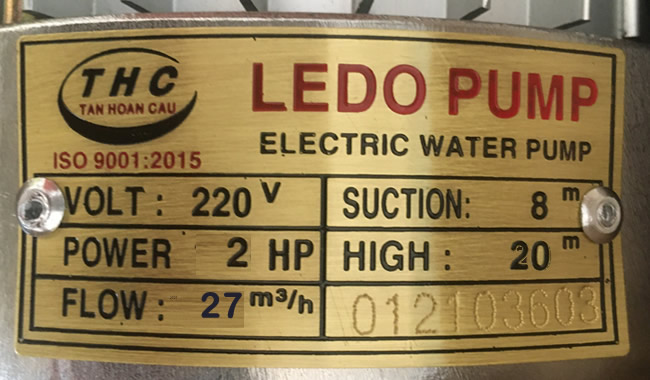 THC
TAN HOAN CAU
ISO 9001:2015
LEDO PUMP
ELECTRIC WATER PUMP
VOLT : 220 V
SUCTION: 8 m
POWER 2 HP
HIGH : 20 m
FLOW : 27 m³/h
012103603